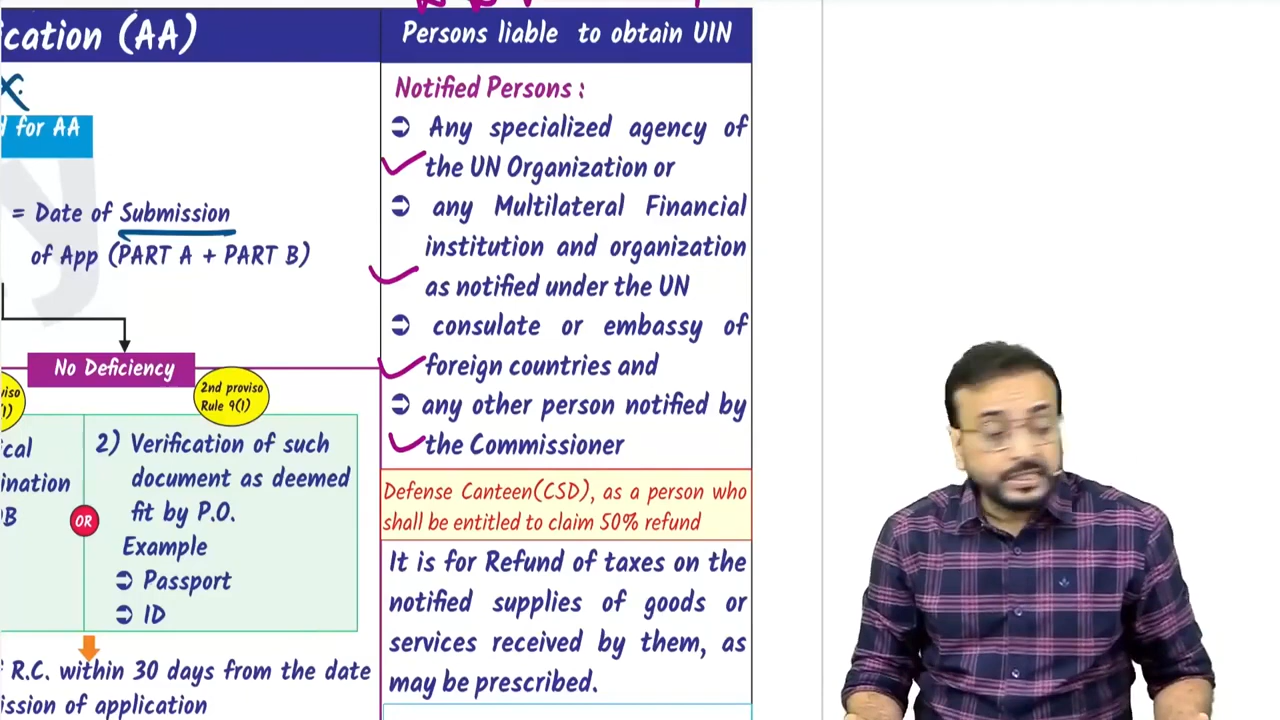 ication (AA)
for AA
= Date of Submission
of App (PART A + PART B)
No Deficiency
2nd proviso
Rule 9(1)
2) Verification of such
document as deemed
fit by P.O.
Example
➲ Passport
➲ ID
OR
R.C. within 30 days from the date
ission of application
Persons liable to obtain UIN
Notified Persons :
➲ Any specialized agency of
the UN Organization or
➲ any Multilateral Financial
institution and organization
as notified under the UN
➲ consulate or embassy of
foreign countries and
➲ any other person notified by
the Commissioner
Defense Canteen(CSD), as a person who
shall be entitled to claim 50% refund
It is for Refund of taxes on the
notified supplies of goods or
services received by them, as
may be prescribed.